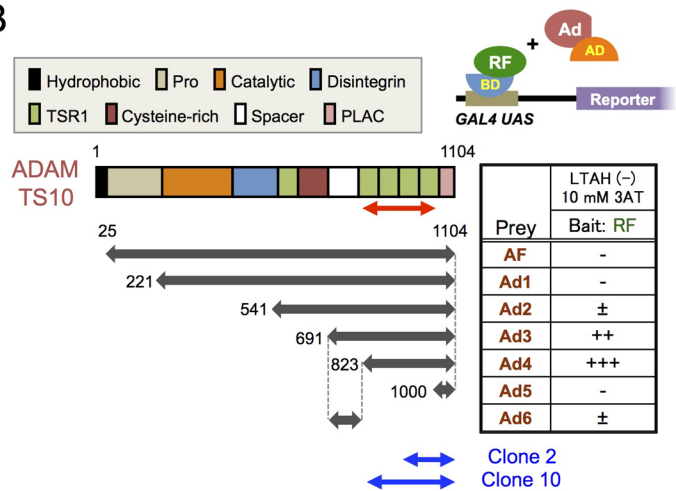 B
Ad
+
AD
RF
BD
Reporter
GAL4 UAS
Hydrophobic Pro Catalytic Disintegrin
TSR1 Cysteine-rich Spacer PLAC
1 1104
ADAM
TS10
25 1104
221
541
691
823
1000
LTAH (-)
10 mM 3AT
Prey Bait: RF
AF -
Ad1 -
Ad2 ±
Ad3 ++
Ad4 +++
Ad5 -
Ad6 ±
Clone 2
Clone 10